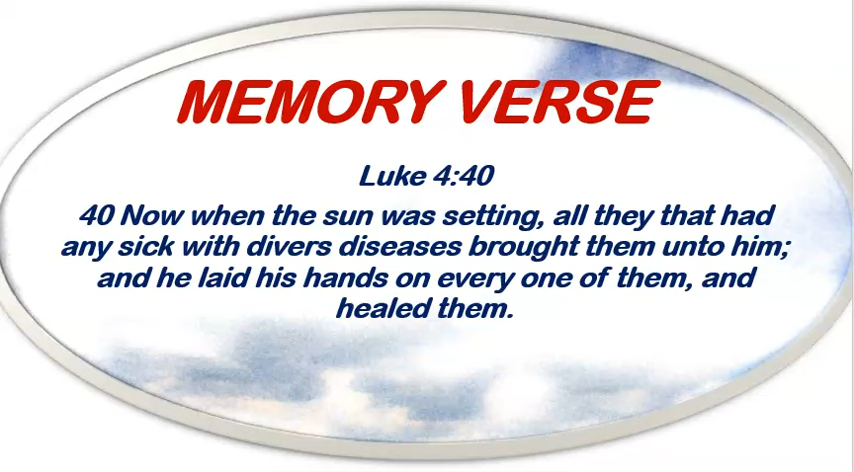 MEMORY VERSE
Luke 4:40
40 Now when the sun was setting, all they that had
any sick with divers diseases brought them unto him;
and he laid his hands on every one of them, and
healed them.